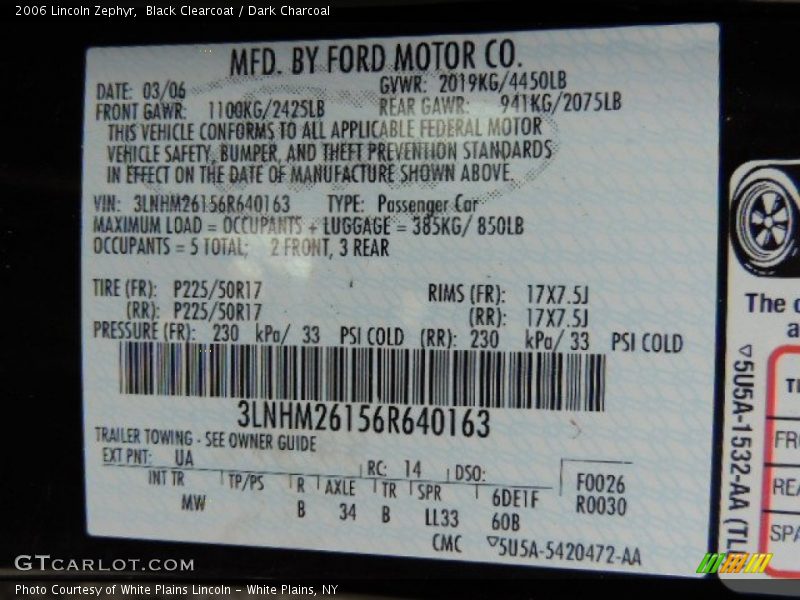 2006 Lincoln Zephyr,  Black Clearcoat / Dark Charcoal
MFD. BY FORD MOTOR CO.
DATE: 03/06 GVWR: 2019KG/4450LB
FRONT GAWR: 1100KG/2425LB REAR GAWR: 941KG/2075LB
THIS VEHICLE CONFORMS TO ALL APPLICABLE FEDERAL MOTOR
VEHICLE SAFETY, BUMPER, AND THEFT PREVENTION STANDARDS
IN EFFECT ON THE DATE OF MANUFACTURE SHOWN ABOVE.
VIN: 3LNHM26156R640163 TYPE: Passenger Car
MAXIMUM LOAD = OCCUPANTS + LUGGAGE = 385KG/ 850LB
OCCUPANTS = 5 TOTAL; 2 FRONT, 3 REAR
TIRE (FR): P225/50R17 RIMS (FR): 17X7.5J
(RR): P225/50R17 (RR): 17X7.5J
PRESSURE (FR): 230 kPa/ 33 PSI COLD (RR): 230 kPa/ 33 PSI COLD
3LNHM26156R640163
TRAILER TOWING - SEE OWNER GUIDE
EXT PNT: UA RC: 14 DSO: F0026
INT TR TP/PS R AXLE TR SPR 6DE1F R0030
MW B 34 B LL33 60B
CMC ▽5U5A-5420472-AA
The
▽5U5A-1532-AA (TL
GTCARLOT.COM
Photo Courtesy of White Plains Lincoln - White Plains, NY